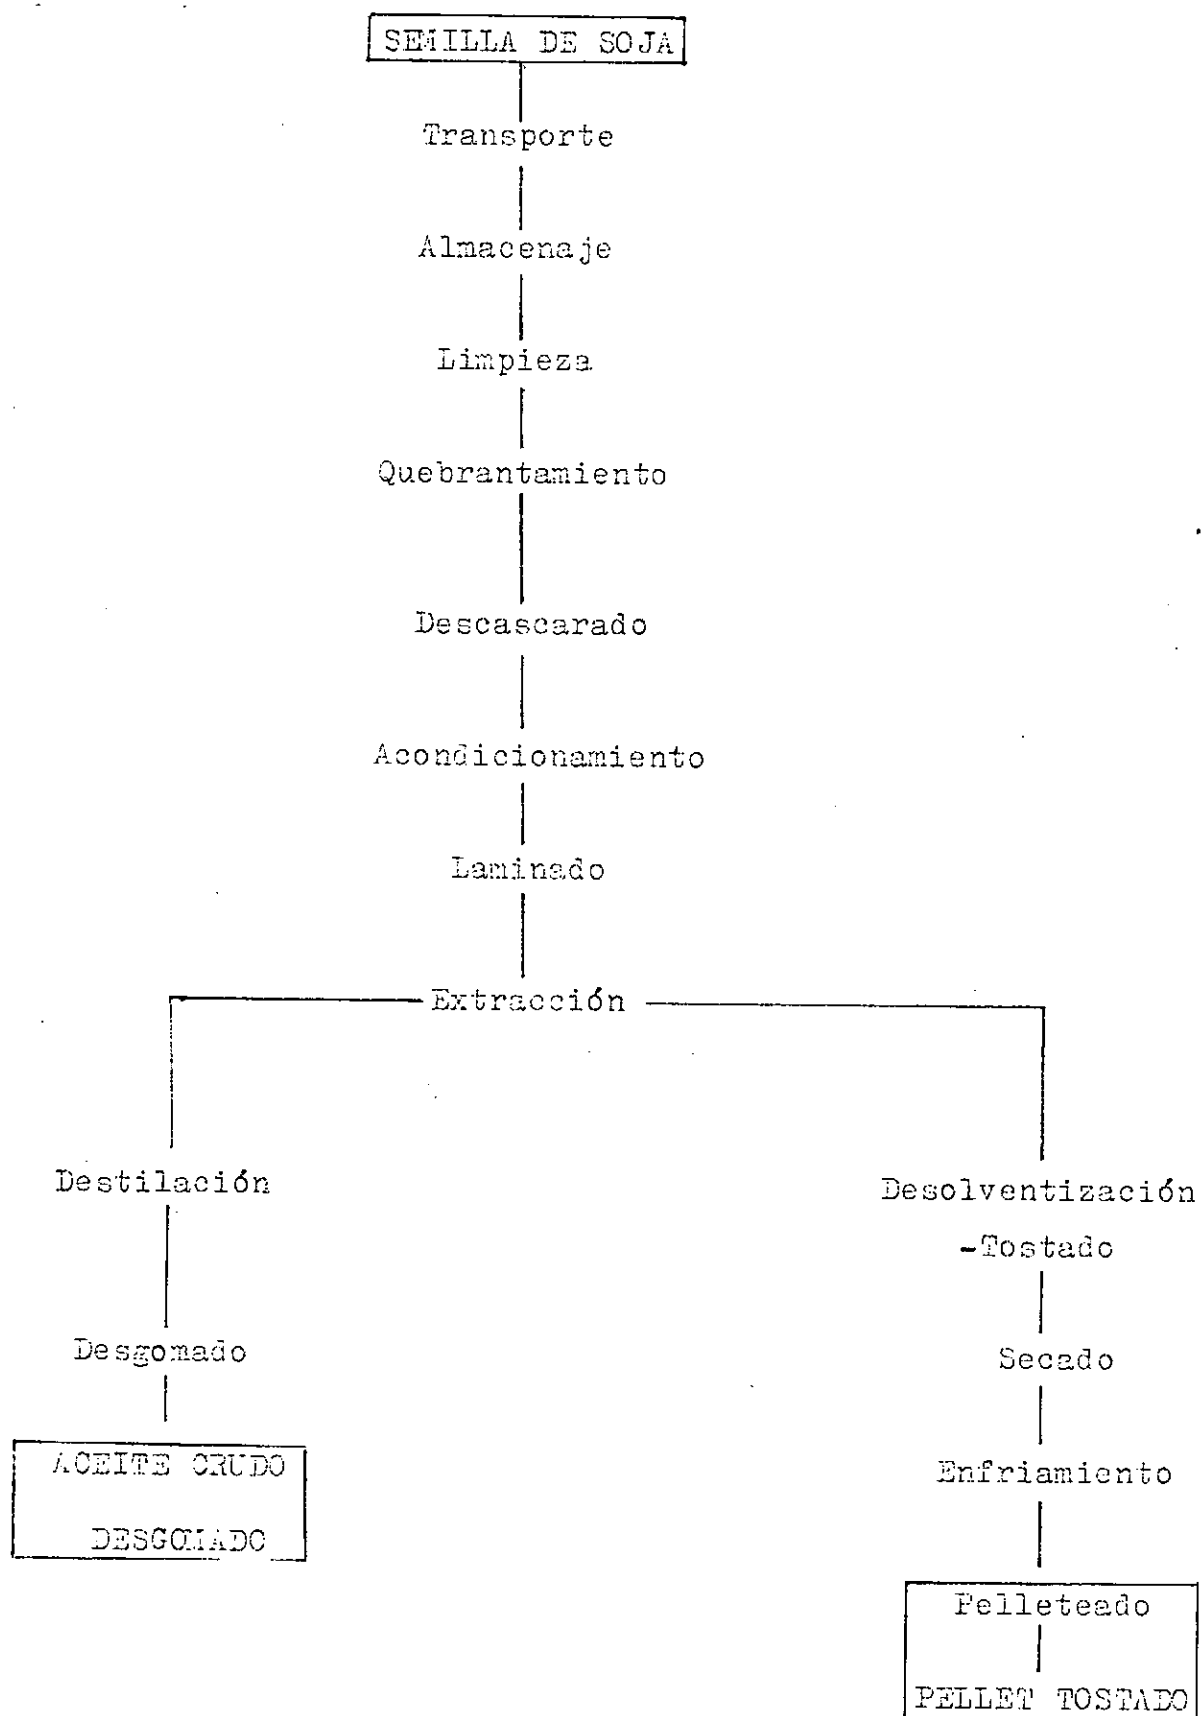 SEMILLA DE SOJA
Transporte
Almacenaje
Limpieza
Quebrantamiento
Descascarado
Acondicionamiento
Laminado
Extracción
Destilación
Desgomado
ACEITE CRUDO
DESGOMADO
Desolventización
-Tostado
Secado
Enfriamiento
Pelleteado
PELLET TOSTADO